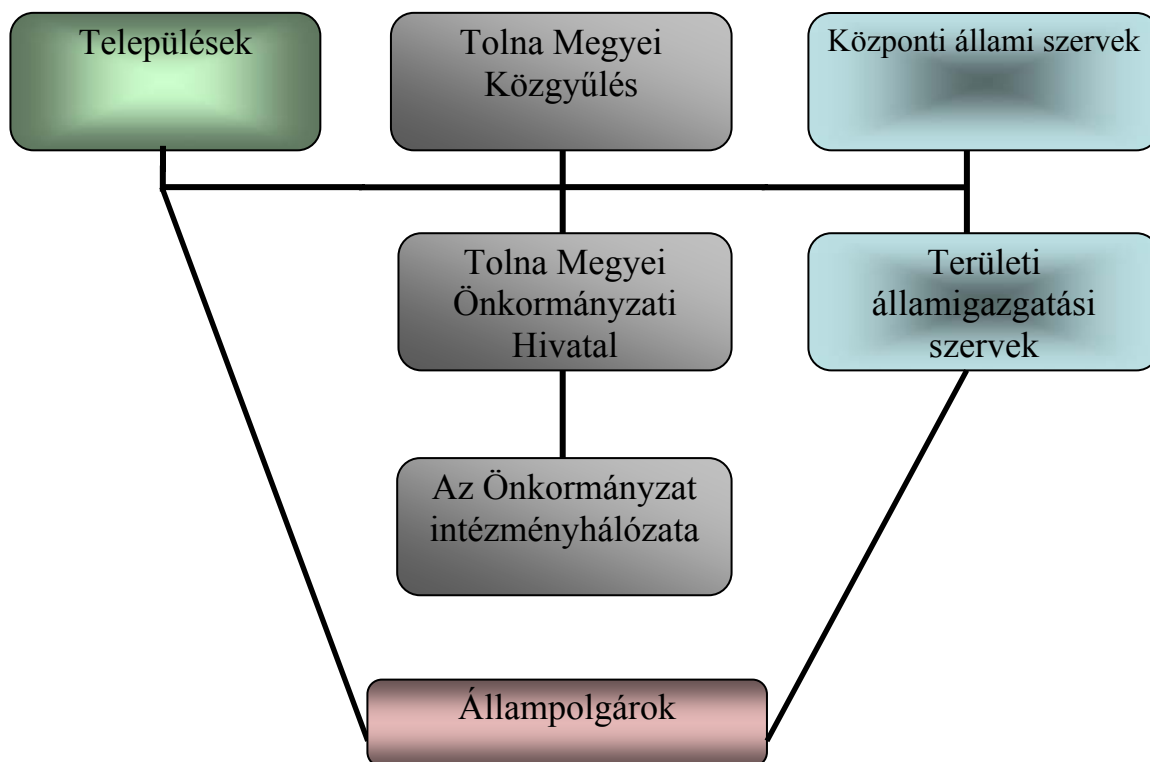 Települések
Tolna Megyei
Közgyűlés
Központi állami szervek
Tolna Megyei
Önkormányzati
Hivatal
Területi
államigazgatási
szervek
Az Önkormányzat
intézményhálózata
Állampolgárok